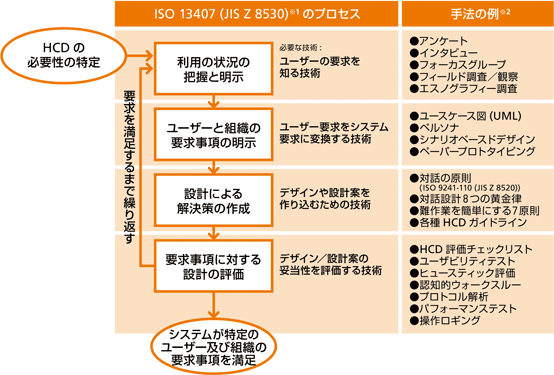 ISO 13407 (JIS Z 8530)※1 のプロセス
手法の例※2
HCD の
必要性の特定
利用の状況の
把握と明示
必要な技術:
ユーザーの要求を
知る技術
●アンケート
●インタビュー
●フォーカスグループ
●フィールド調査/観察
●エスノグラフィー調査
要求を満足するまで繰り返す
ユーザーと組織の
要求事項の明示
ユーザー要求をシステム
要求に変換する技術
●ユースケース図 (UML)
●ペルソナ
●シナリオベースドデザイン
●ペーパープロトタイピング
設計による
解決策の作成
デザインや設計案を
作り込むための技術
●対話の原則
(ISO 9241-110 (JIS Z 8520))
●対話設計8つの黄金律
●難作業を簡単にする7原則
●各種 HCD ガイドライン
要求事項に対する
設計の評価
デザイン/設計案の
妥当性を評価する技術
●HCD 評価チェックリスト
●ユーザビリティテスト
●ヒュースティック評価
●認知的ウォークスルー
●プロトコル解析
●パフォーマンステスト
●操作ロギング
システムが特定の
ユーザー及び組織の
要求事項を満足